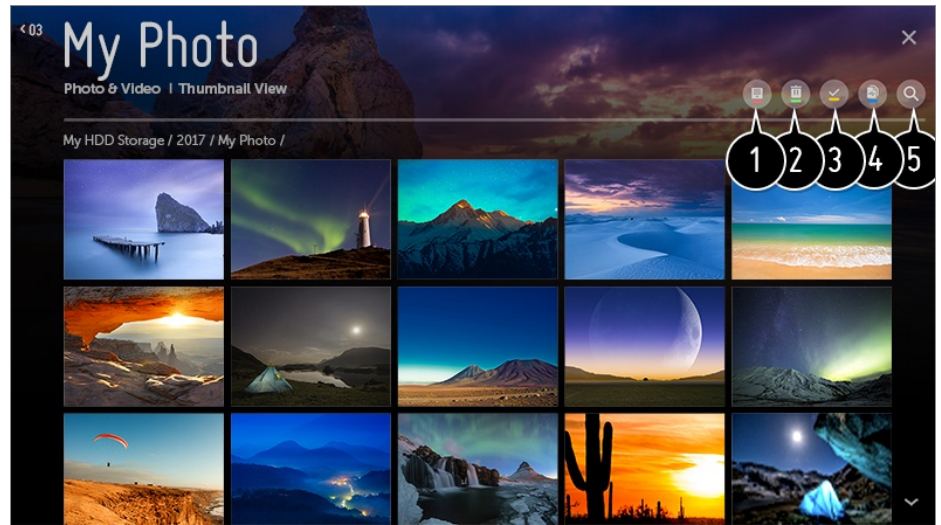 03
My Photo
Photo & Video | Thumbnail View
My HDD Storage / 2017 / My Photo /
1 2 3 4 5